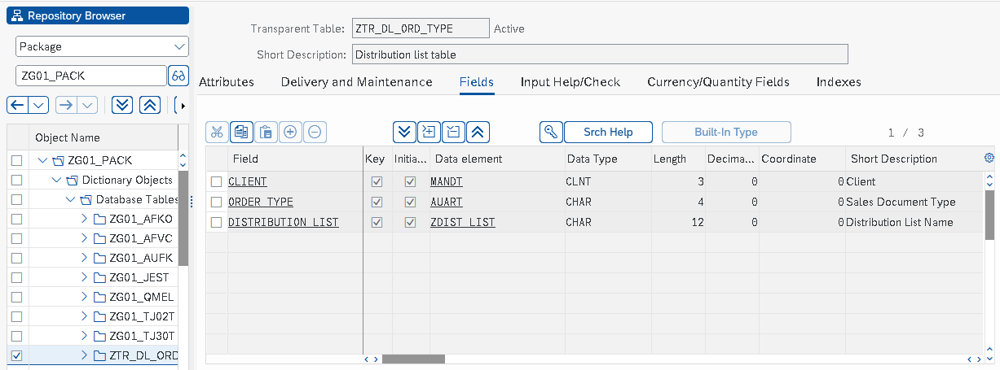 Repository Browser
Package
ZG01_PACK
Object Name
ZG01_PACK
Dictionary Objects
Database Tables
ZG01_AFKO
ZG01_AFVC
ZG01_AUFK
ZG01_JEST
ZG01_QMEL
ZG01_TJ02T
ZG01_TJ30T
ZTR_DL_ORD
Transparent Table: ZTR_DL_ORD_TYPE Active
Short Description: Distribution list table
Attributes Delivery and Maintenance Fields Input Help/Check Currency/Quantity Fields Indexes
Srch Help Built-In Type 1 / 3
Field Key Initia... Data element Data Type Length Decima... Coordinate Short Description
CLIENT MANDT CLNT 3 0 0 Client
ORDER_TYPE AUART CHAR 4 0 0 Sales Document Type
DISTRIBUTION_LIST ZDIST_LIST CHAR 12 0 0 Distribution List Name